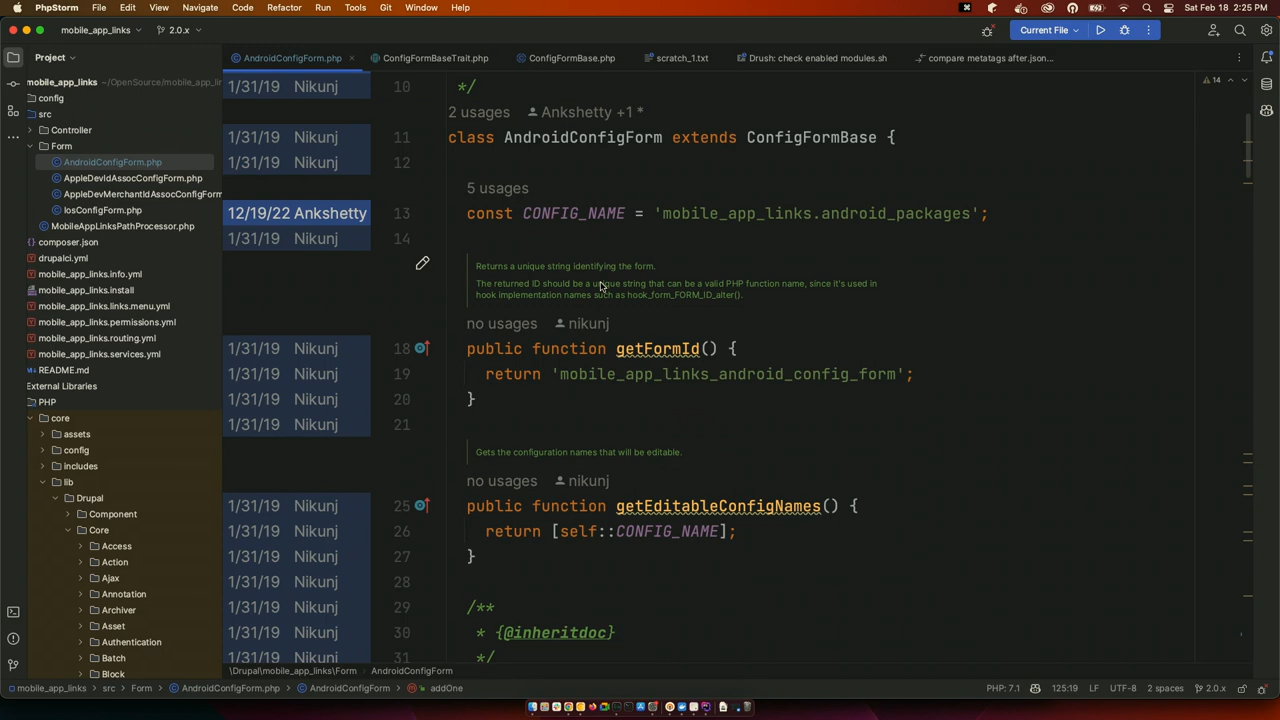 PhpStorm File Edit View Navigate Code Refactor Run Tools Git Window Help Sat Feb 18 2:25 PM
mobile_app_links 2.0.x Current File
Project AndroidConfigForm.php ConfigFormBaseTrait.php ConfigFormBase.php scratch_1.txt Drush: check enabled modules.sh compare metatags after.json...
mobile_app_links ~/OpenSource/mobile_app_lin
config
src
Controller
Form
AndroidConfigForm.php
AppleDevIdAssocConfigForm.php
AppleDevMerchantIdAssocConfigForm
IosConfigForm.php
MobileAppLinksPathProcessor.php
composer.json
drupalci.yml
mobile_app_links.info.yml
mobile_app_links.install
mobile_app_links.links.menu.yml
mobile_app_links.permissions.yml
mobile_app_links.routing.yml
mobile_app_links.services.yml
README.md
External Libraries
PHP
core
assets
config
includes
lib
Drupal
Component
Core
Access
Action
Ajax
Annotation
Archiver
Asset
Authentication
Batch
Block
14
1/31/19 Nikunj 10 */
2 usages Ankshetty +1 *
1/31/19 Nikunj 11 class AndroidConfigForm extends ConfigFormBase {
1/31/19 Nikunj 12
5 usages
12/19/22 Ankshetty 13 const CONFIG_NAME = 'mobile_app_links.android_packages';
1/31/19 Nikunj 14
Returns a unique string identifying the form.
The returned ID should be a unique string that can be a valid PHP function name, since it's used in
hook implementation names such as hook_form_FORM_ID_alter().
no usages nikunj
1/31/19 Nikunj 18 public function getFormId() {
1/31/19 Nikunj 19 return 'mobile_app_links_android_config_form';
1/31/19 Nikunj 20 }
1/31/19 Nikunj 21
Gets the configuration names that will be editable.
no usages nikunj
1/31/19 Nikunj 25 public function getEditableConfigNames() {
1/31/19 Nikunj 26 return [self::CONFIG_NAME];
1/31/19 Nikunj 27 }
1/31/19 Nikunj 28
1/31/19 Nikunj 29 /**
1/31/19 Nikunj 30 * {@inheritdoc}
1/31/19 Nikunj 31 */
\Drupal\mobile_app_links\Form AndroidConfigForm
mobile_app_links src Form AndroidConfigForm.php AndroidConfigForm addOne PHP: 7.1 125:19 LF UTF-8 2 spaces 2.0.x